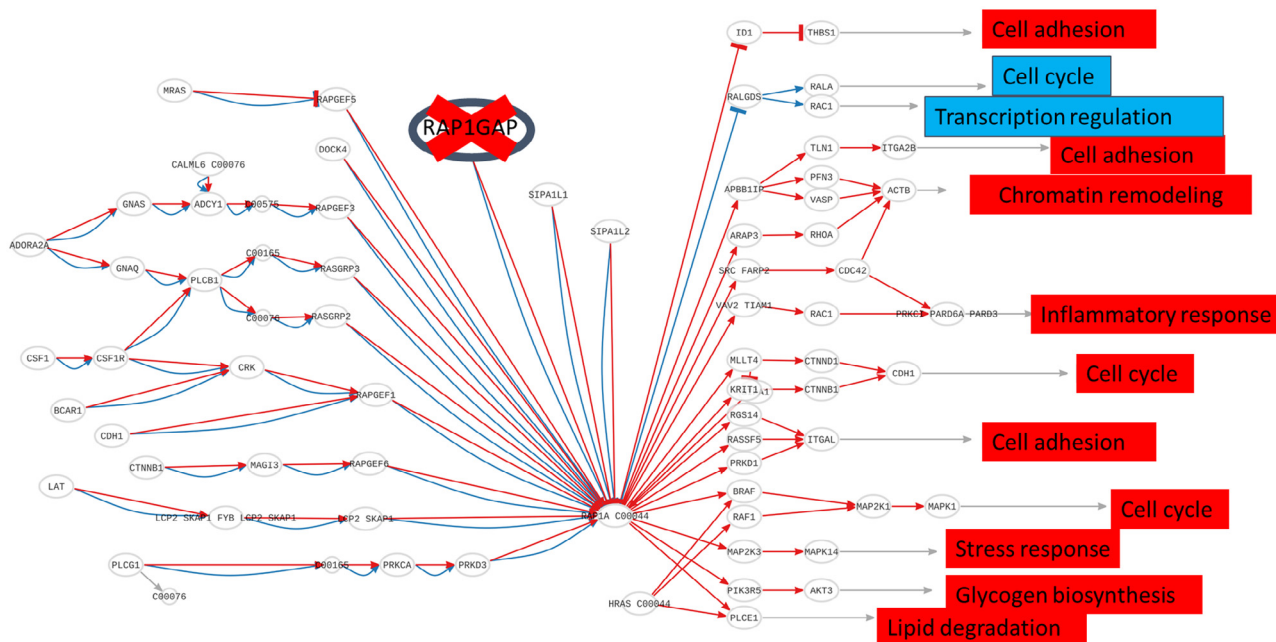 ID1
THBS1
Cell adhesion
MRAS
RAPGEF5
RAP1GAP
RALGDS
RALA
RAC1
Cell cycle
Transcription regulation
DOCK4
CALML6 C00076
SIPA1L1
SIPA1L2
TLN1
ITGA2B
Cell adhesion
APBB1IP
PFN3
VASP
ACTB
Chromatin remodeling
GNAS
ADCY1
C00575
RAPGEF3
ADORA2A
GNAQ
PLCB1
C00165
RASGRP3
C00076
RASGRP2
ARAP3
RHOA
SRC FARP2
CDC42
VAV2 TIAM1
RAC1
PRKCI PARD6A PARD3
Inflammatory response
CSF1
CSF1R
CRK
BCAR1
RAPGEF1
CDH1
MLLT4
CTNND1
KRIT1
CTNNB1
CDH1
Cell cycle
RGS14
RASSF5
PRKD1
ITGAL
Cell adhesion
CTNNB1
MAGI3
RAPGEF6
LAT
LCP2 SKAP1 FYB LCP2 SKAP1
LCP2 SKAP1
RAP1A C00044
BRAF
RAF1
MAP2K1
MAPK1
Cell cycle
PLCG1
C00165
PRKCA
PRKD3
C00076
MAP2K3
MAPK14
Stress response
HRAS C00044
PIK3R5
AKT3
Glycogen biosynthesis
PLCE1
Lipid degradation